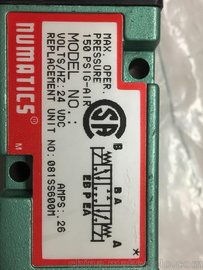 NUMATICS®
M
MAX. OPER.
PRESSURE
150 PSIG-AIR
MODEL NO.:
VOLTS/HZ: 24 VDC
AMPS: .26
REPLACEMENT UNIT NO: 081SS600M
B
B A
A
E B P E A